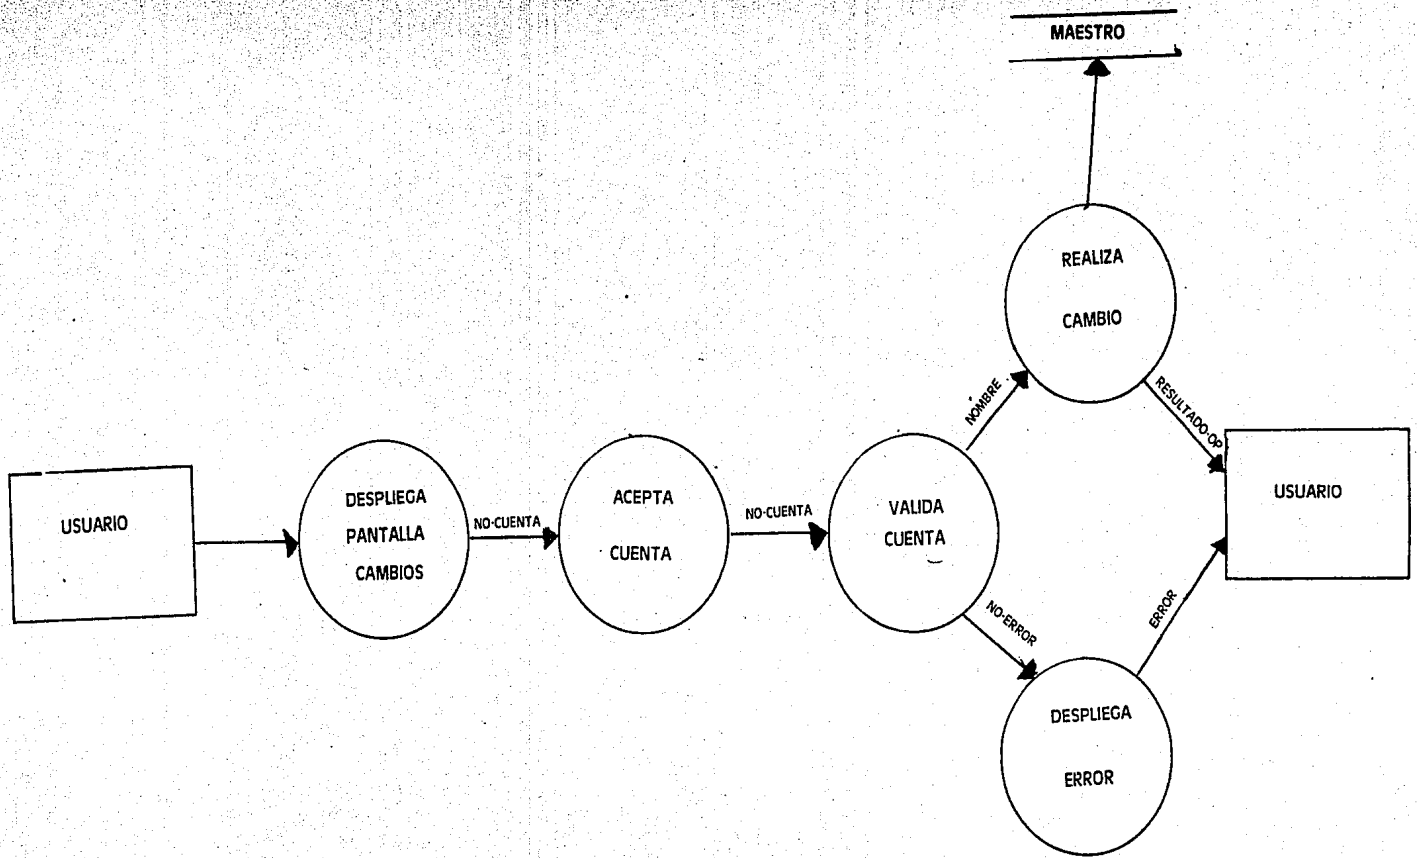 MAESTRO
REALIZA
CAMBIO
NOMBRE
RESULTADO-OP
USUARIO
DESPLIEGA
PANTALLA
CAMBIOS
NO-CUENTA
ACEPTA
CUENTA
NO-CUENTA
VALIDA
CUENTA
USUARIO
NO-ERROR
ERROR
DESPLIEGA
ERROR